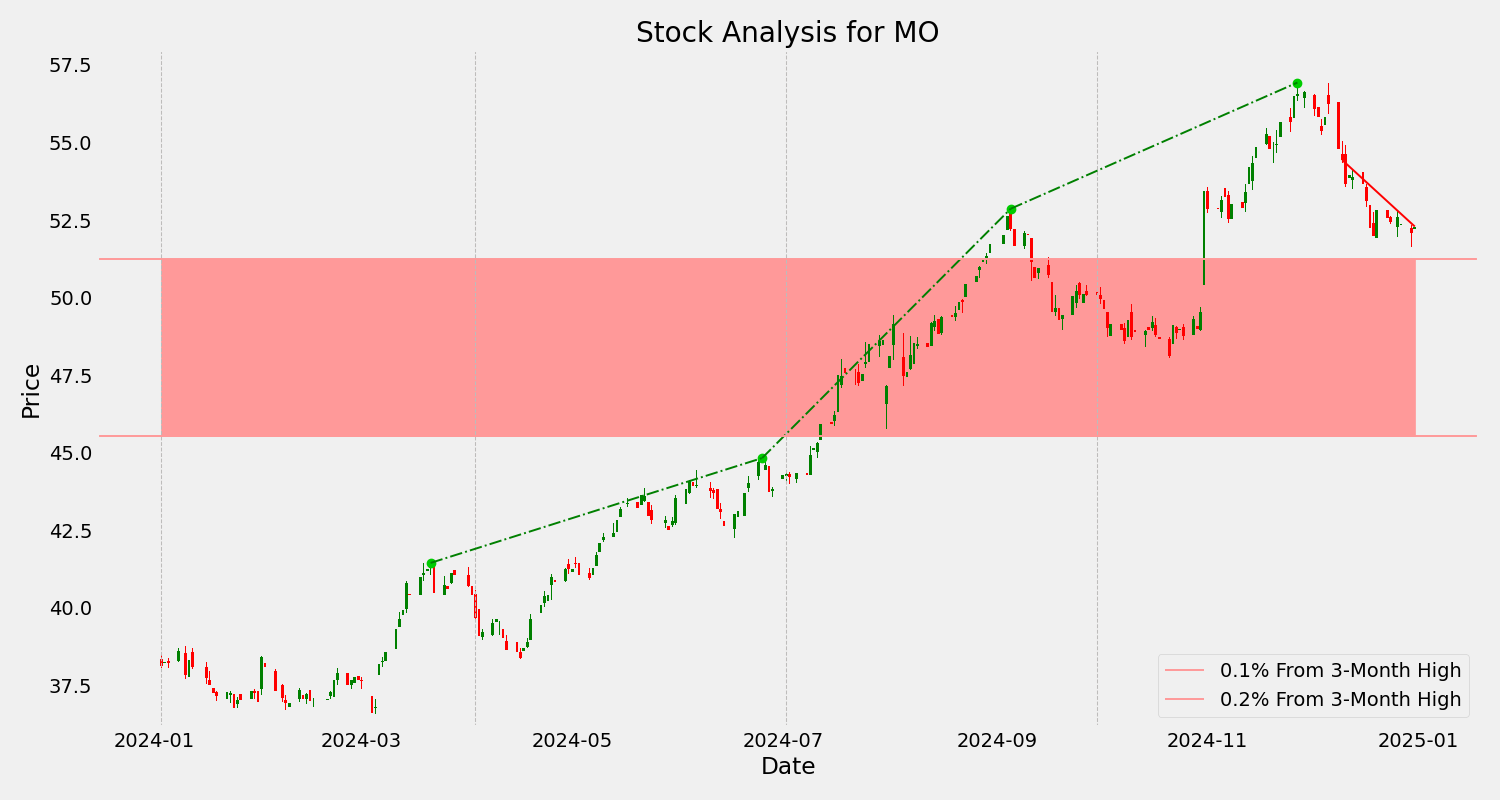 Stock Analysis for MO
57.5
55.0
52.5
50.0
47.5
45.0
42.5
40.0
37.5
Price
0.1% From 3-Month High
0.2% From 3-Month High
2024-01 2024-03 2024-05 2024-07 2024-09 2024-11 2025-01
Date